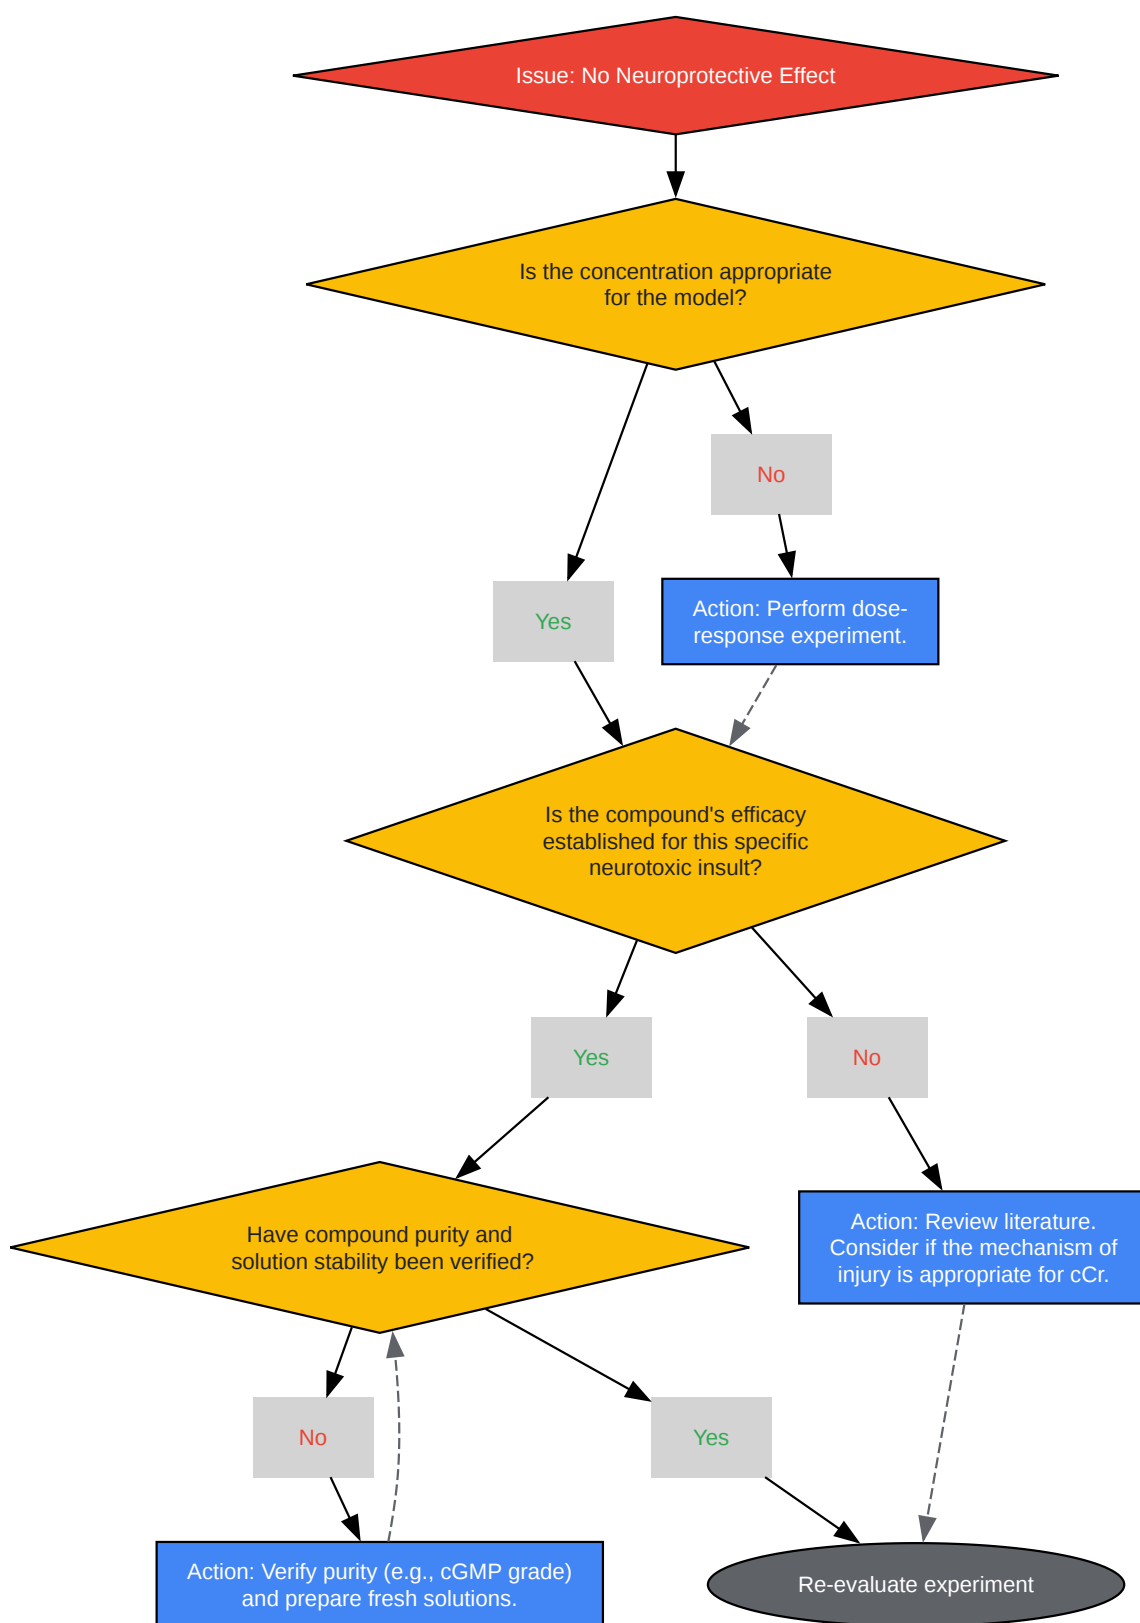 Issue: No Neuroprotective Effect
Is the concentration appropriate
for the model?
No
Yes
Action: Perform dose-
response experiment.
Is the compound's efficacy
established for this specific
neurotoxic insult?
Yes
No
Have compound purity and
solution stability been verified?
Action: Review literature.
Consider if the mechanism of
injury is appropriate for cCr.
No
Yes
Action: Verify purity (e.g., cGMP grade)
and prepare fresh solutions.
Re-evaluate experiment